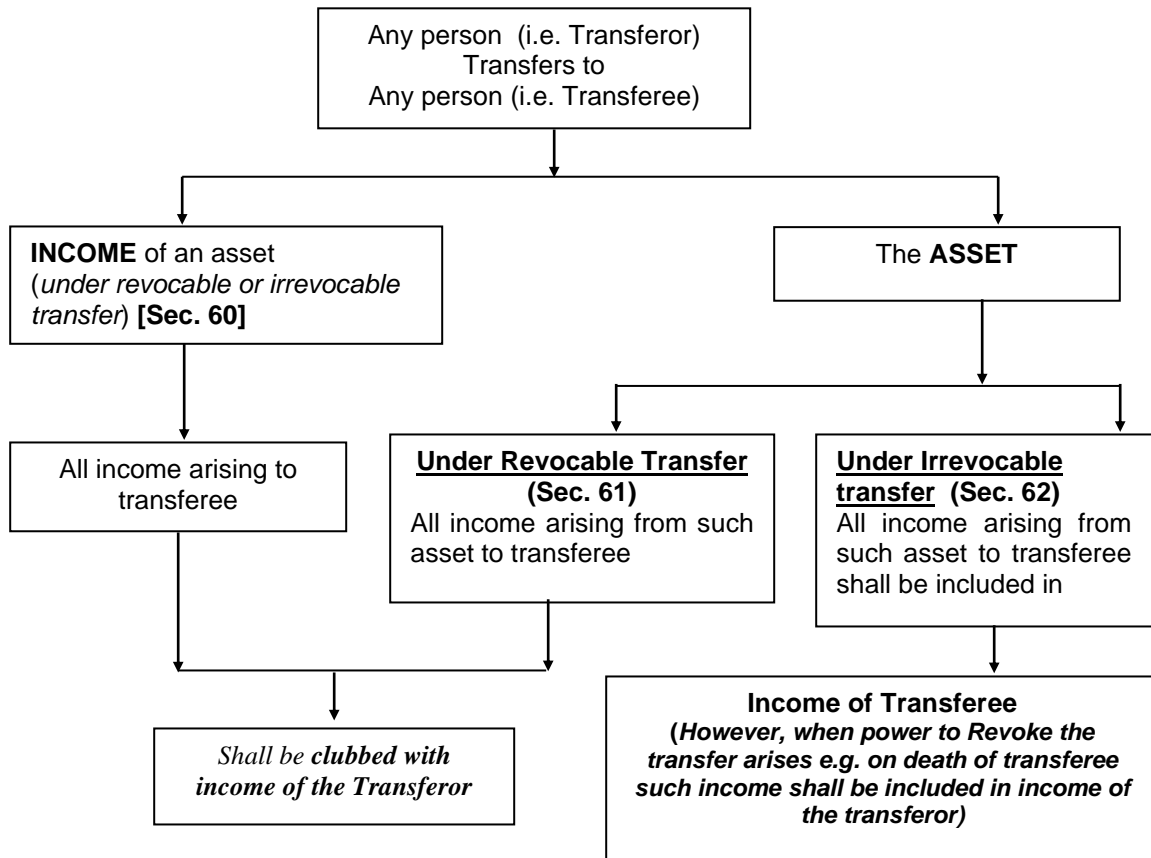 Any person (i.e. Transferor)
Transfers to
Any person (i.e. Transferee)
INCOME of an asset
(under revocable or irrevocable
transfer) [Sec. 60]
The ASSET
All income arising to
transferee
Under Revocable Transfer
(Sec. 61)
All income arising from such
asset to transferee
Under Irrevocable
transfer (Sec. 62)
All income arising from
such asset to transferee
shall be included in
Shall be clubbed with
income of the Transferor
Income of Transferee
(However, when power to Revoke the
transfer arises e.g. on death of transferee
such income shall be included in income of
the transferor)